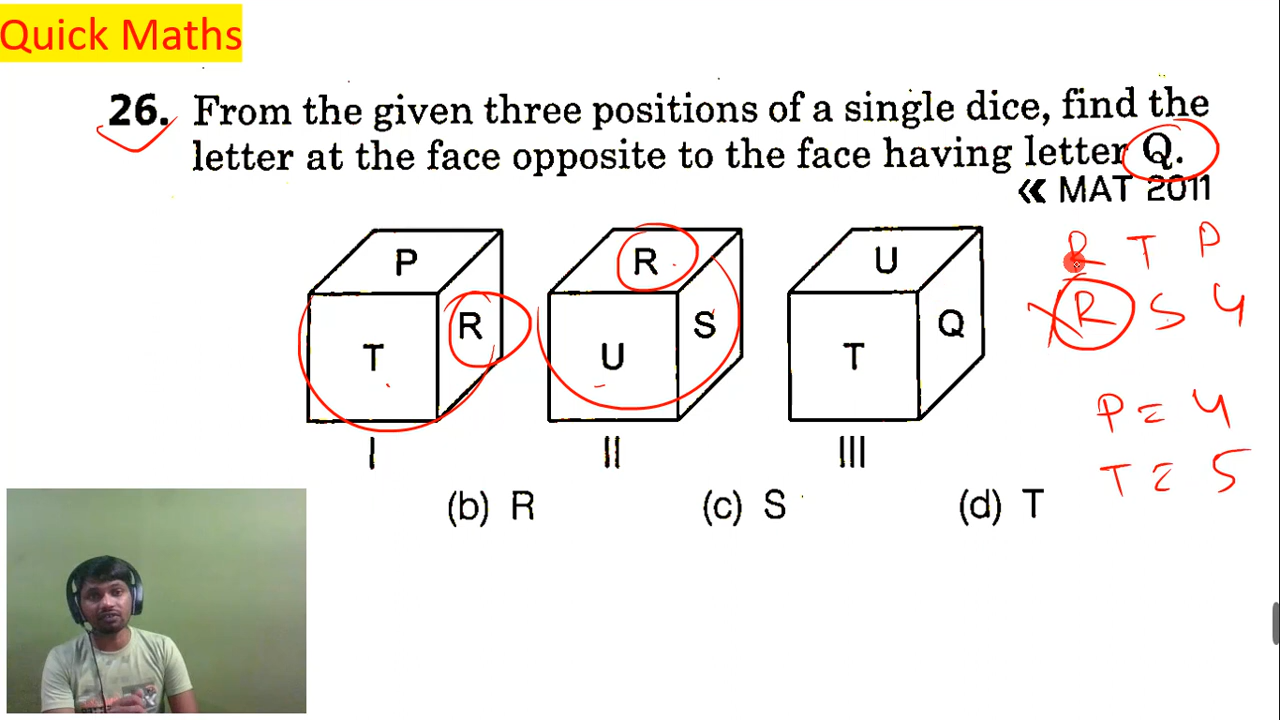 Quick Maths
26. From the given three positions of a single dice, find the
letter at the face opposite to the face having letter Q.
« MAT 2011
P
T
R
I
R
U
S
II
U
T
Q
III
R T P
R S U
P = U
T = S
(b) R (c) S (d) T